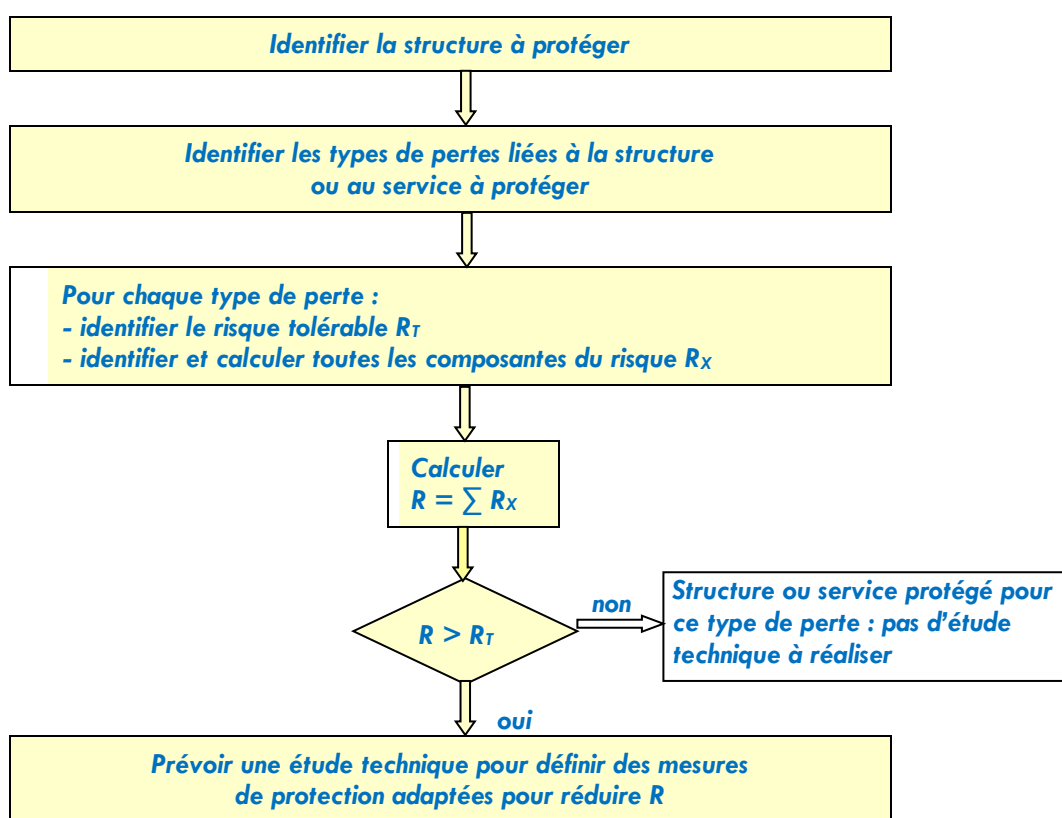 Identifier la structure à protéger
Identifier les types de pertes liées à la structure
ou au service à protéger
Pour chaque type de perte :
- identifier le risque tolérable RT
- identifier et calculer toutes les composantes du risque RX
Calculer
R = ∑ RX
R > RT
non
Structure ou service protégé pour
ce type de perte : pas d'étude
technique à réaliser
oui
Prévoir une étude technique pour définir des mesures
de protection adaptées pour réduire R